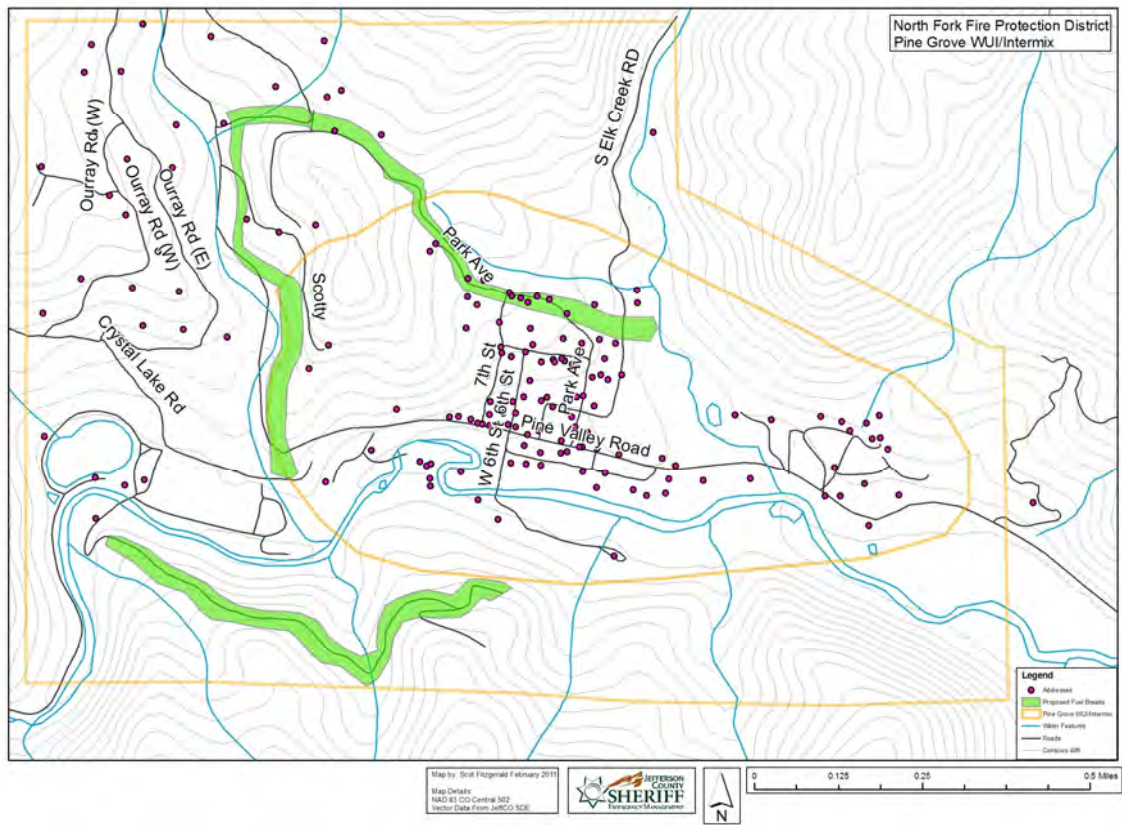 North Fork Fire Protection District
Pine Grove WUI/Intermix
S Elk Creek RD
Ourray Rd (W)
Ourray Rd (W)
Ourray Rd (E)
Park Ave
Scotty
Crystal Lake Rd
7th St
6th St
Park Ave
Pine Valley Road
W 6th St
Legend
Addresses
Proposed Fuel Breaks
Pine Grove WUI/Intermix
Water Features
Roads
Contours 40ft
Map by: Scot Fitzgerald February 2011
Map Details:
NAD 83 CO Central 502
Vector Data From JeffCO SDE
JEFFERSON
COUNTY
SHERIFF
EMERGENCY MANAGEMENT
N
0 0.125 0.25 0.5 Miles